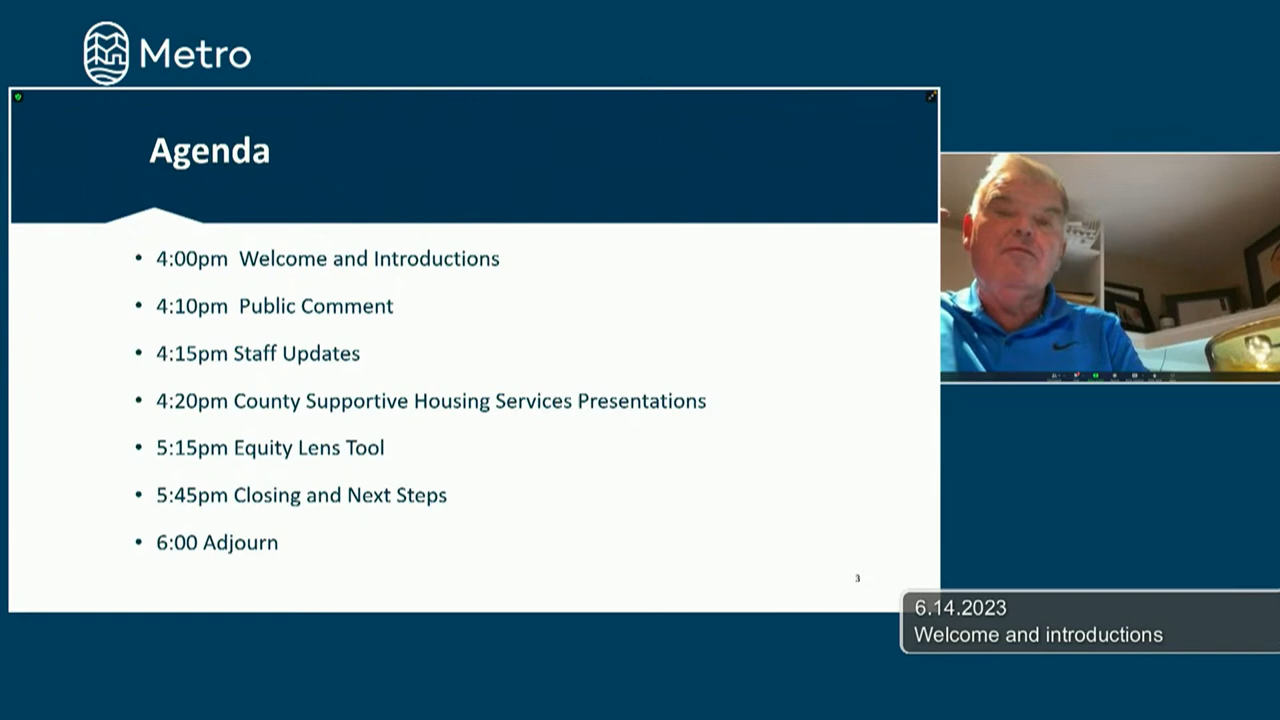 Metro
Agenda
• 4:00pm  Welcome and Introductions
• 4:10pm  Public Comment
• 4:15pm Staff Updates
• 4:20pm County Supportive Housing Services Presentations
• 5:15pm Equity Lens Tool
• 5:45pm Closing and Next Steps
• 6:00 Adjourn
3
6.14.2023
Welcome and introductions